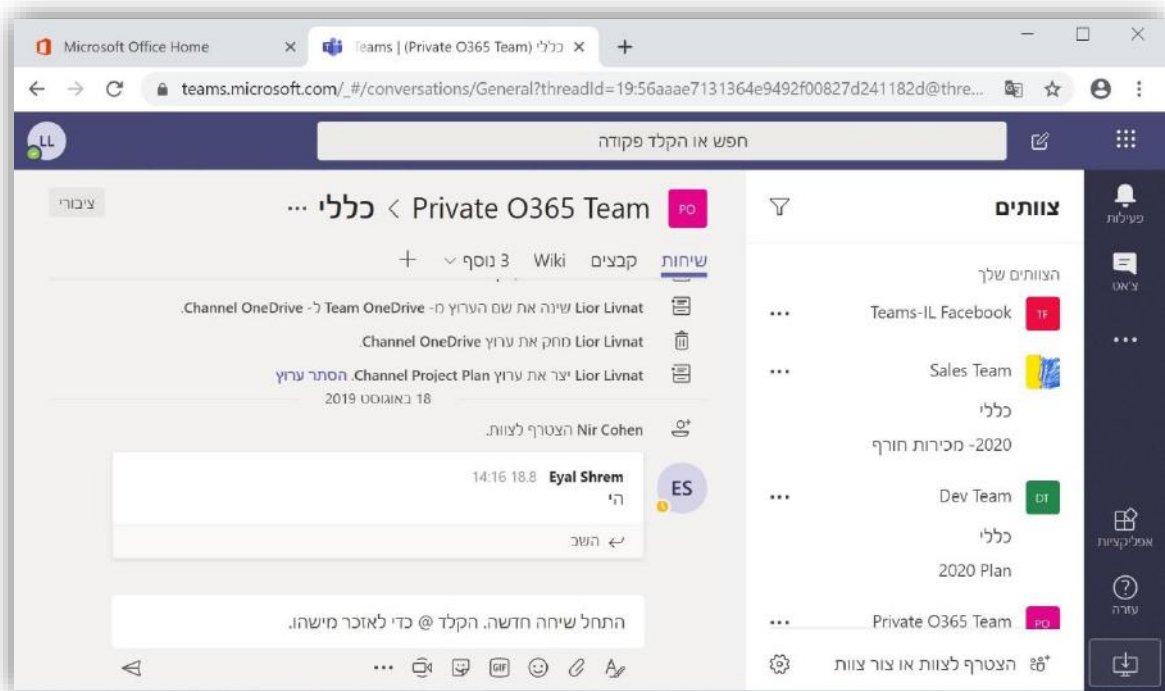 Microsoft Office Home
כללי (Private O365 Team) | Teams
teams.microsoft.com/_#/conversations/General?threadId=19:56aaae7131364e9492f00827d241182d@thre...
LL
חפש או הקלד פקודה
פעילות
צ'אט
אפליקציות
עזרה
צוותים
הצוותים שלך
TF Teams-IL Facebook
Sales Team
כללי
2020- מכירות חורף
DT Dev Team
כללי
2020 Plan
PO Private O365 Team
הצטרף לצוות או צור צוות
PO Private O365 Team > כללי ...
ציבורי
שיחות קבצים Wiki 3 נוסף
Lior Livnat שינה את שם הערוץ מ- Team OneDrive ל- Channel OneDrive.
Lior Livnat מחק את ערוץ Channel OneDrive.
Lior Livnat יצר את ערוץ Channel Project Plan. הסתר ערוץ
18 באוגוסט 2019
Nir Cohen הצטרף לצוות.
ES
Eyal Shrem 18.8 14:16
הי
השב
התחל שיחה חדשה. הקלד @ כדי לאזכר מישהו.
GIF